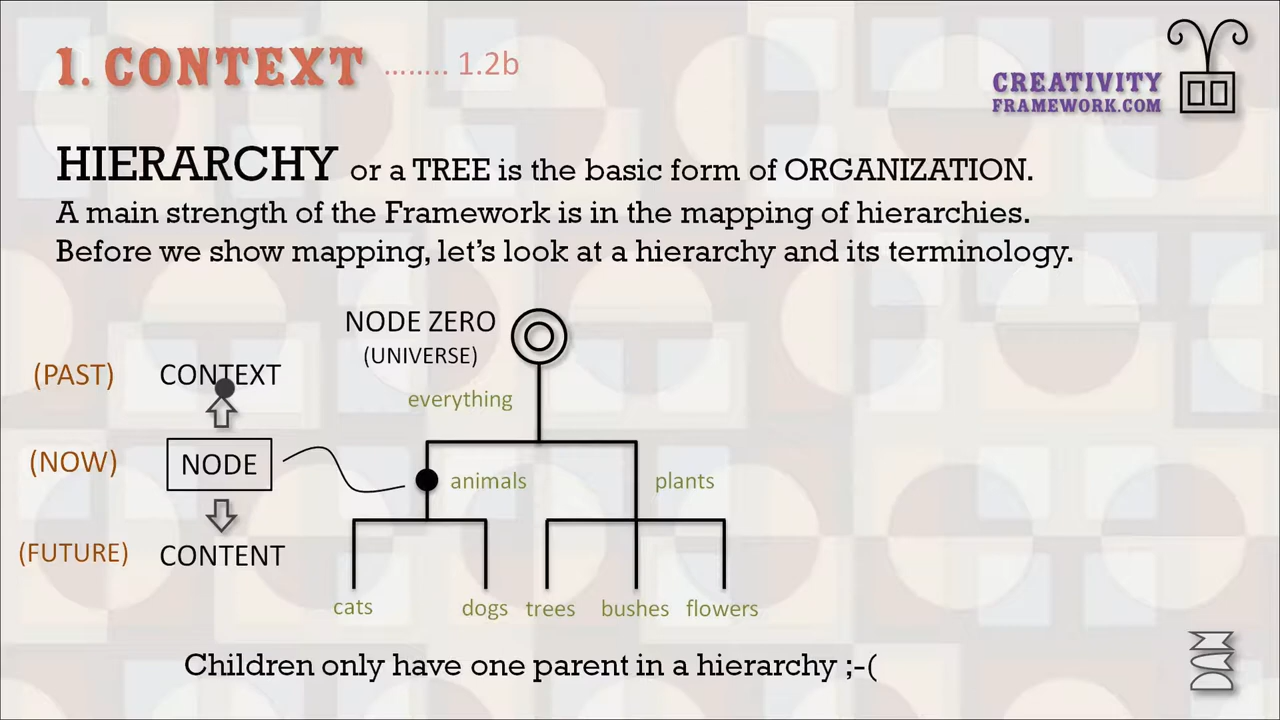 1. CONTEXT ........ 1.2b
CREATIVITY
FRAMEWORK.COM
HIERARCHY or a TREE is the basic form of ORGANIZATION.
A main strength of the Framework is in the mapping of hierarchies.
Before we show mapping, let's look at a hierarchy and its terminology.
NODE ZERO
(UNIVERSE)
everything
(PAST) CONTEXT
(NOW) NODE
animals plants
(FUTURE) CONTENT
cats dogs trees bushes flowers
Children only have one parent in a hierarchy ;-(